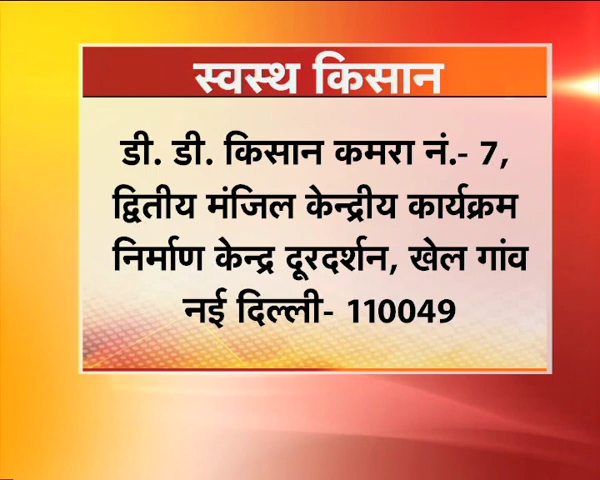 स्वस्थ किसान
डी. डी. किसान कमरा नं.- 7,
द्वितीय मंजिल केन्द्रीय कार्यक्रम
निर्माण केन्द्र दूरदर्शन, खेल गांव
नई दिल्ली- 110049